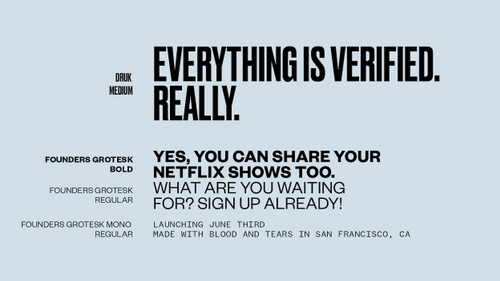 DRUK
MEDIUM
EVERYTHING IS VERIFIED.
REALLY.
FOUNDERS GROTESK
BOLD
YES, YOU CAN SHARE YOUR
NETFLIX SHOWS TOO.
FOUNDERS GROTESK
REGULAR
WHAT ARE YOU WAITING
FOR? SIGN UP ALREADY!
FOUNDERS GROTESK MONO
REGULAR
LAUNCHING JUNE THIRD
MADE WITH BLOOD AND TEARS IN SAN FRANCISCO, CA